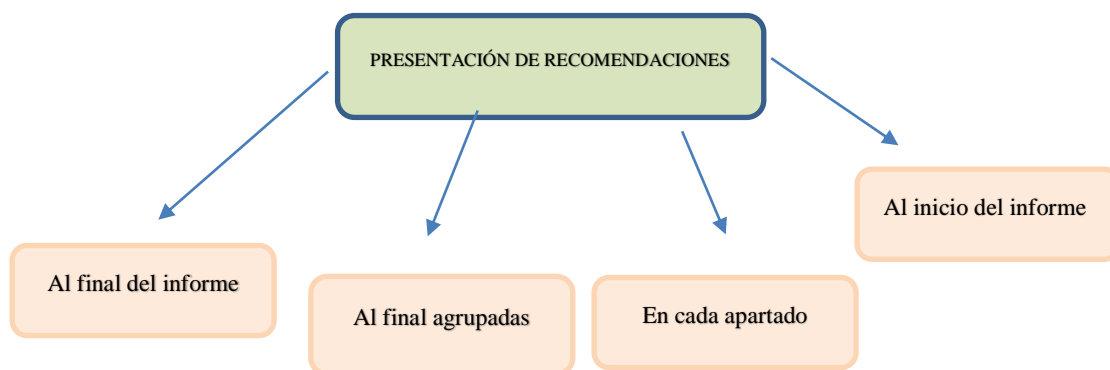 PRESENTACIÓN DE RECOMENDACIONES
Al inicio del informe
Al final del informe
Al final agrupadas
En cada apartado